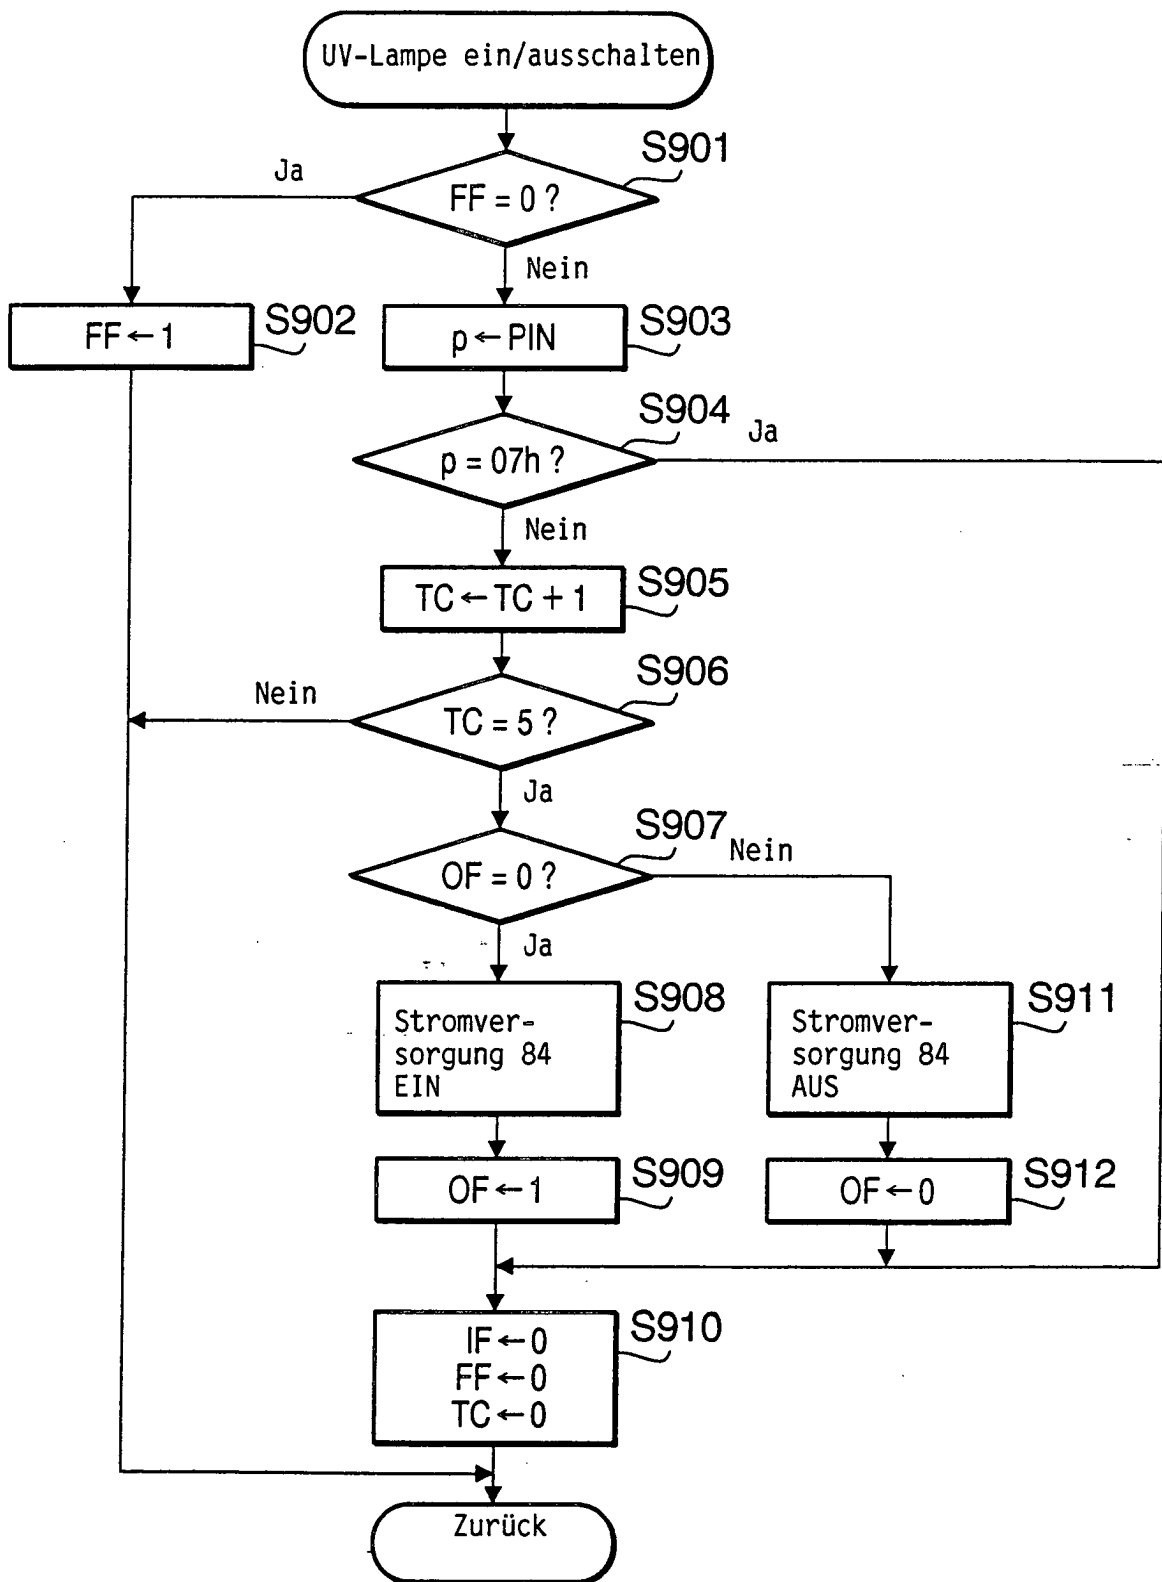 UV-Lampe ein/ausschalten
S901
Ja
FF = 0 ?
Nein
S902
FF ← 1
S903
p ← PIN
S904
Ja
p = 07h ?
Nein
S905
TC ← TC + 1
S906
Nein
TC = 5 ?
Ja
S907
Nein
OF = 0 ?
Ja
S908
Stromver-
sorgung 84
EIN
S911
Stromver-
sorgung 84
AUS
S909
OF ← 1
S912
OF ← 0
S910
IF ← 0
FF ← 0
TC ← 0
Zurück